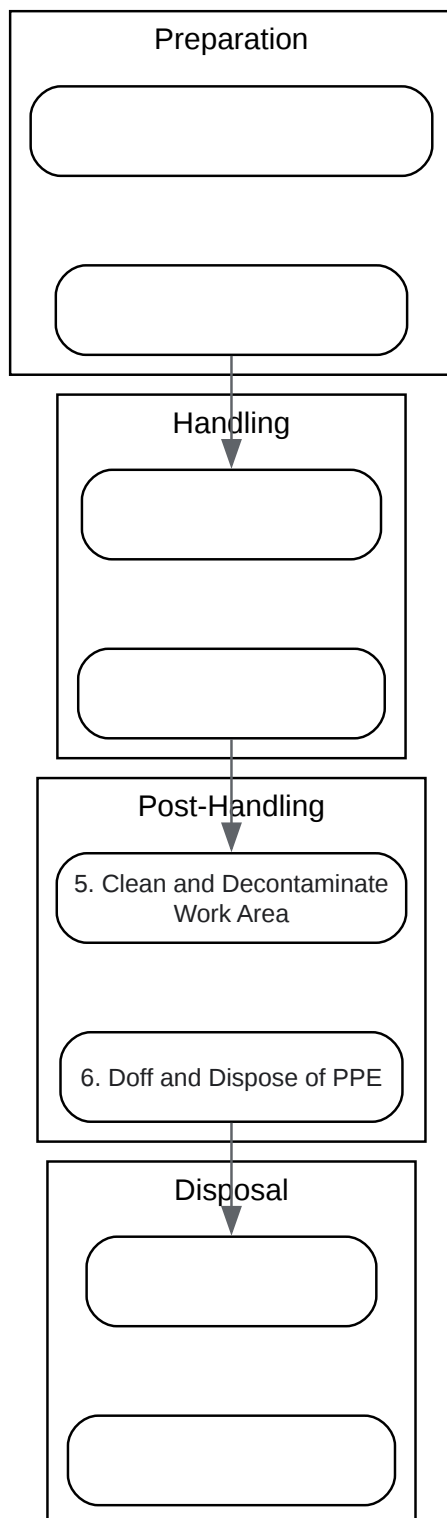 Preparation
Handling
Post-Handling
5. Clean and Decontaminate
Work Area
6. Doff and Dispose of PPE
Disposal